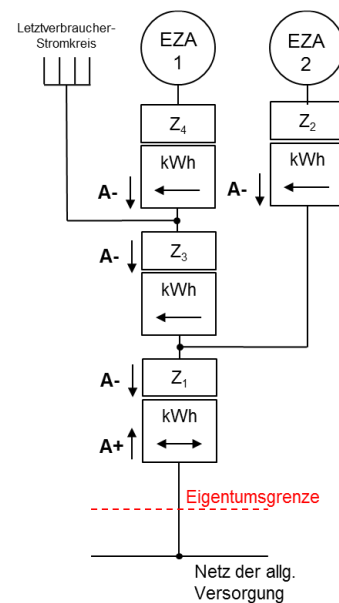 Letztverbraucher-
Stromkreis
EZA
1
EZA
2
Z₄
kWh
A-
Z₂
kWh
A-
Z₃
A-
kWh
Z₁
A-
kWh
A+
Eigentumsgrenze
Netz der allg.
Versorgung